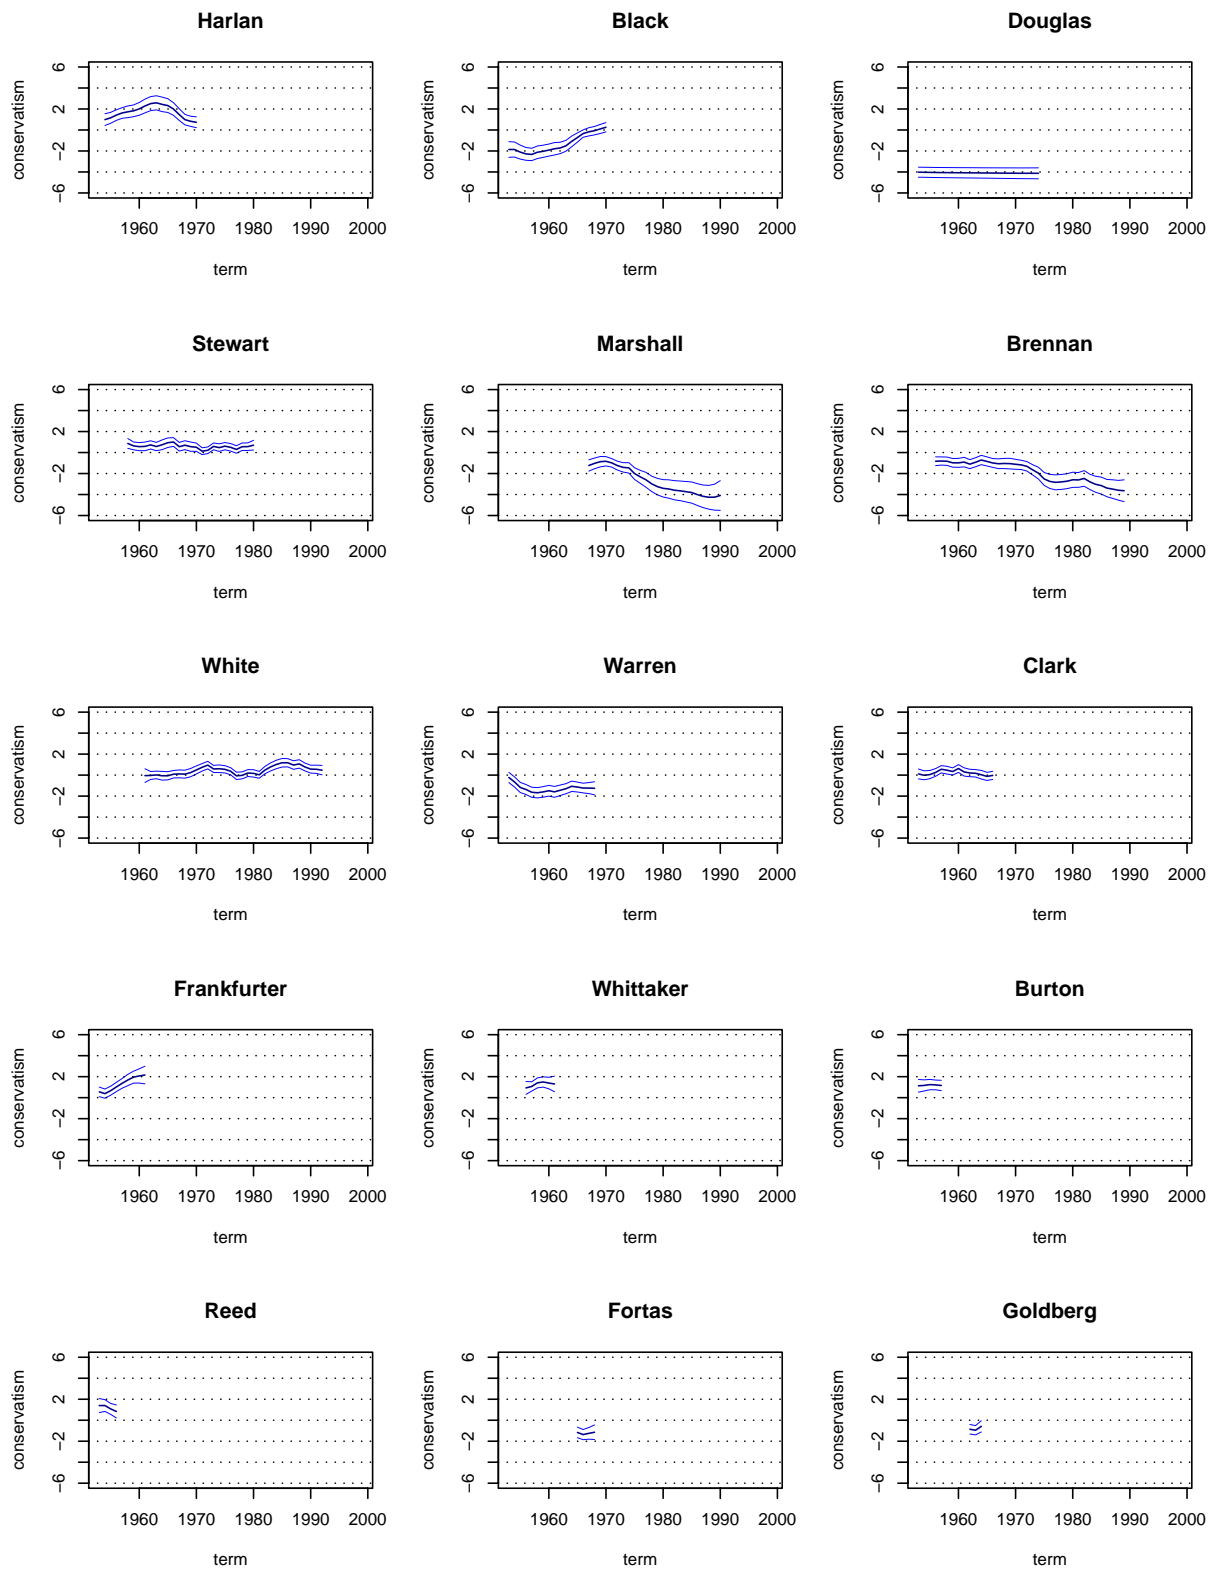 Harlan Black Douglas
conservatism −6 −2 2 6 conservatism −6 −2 2 6 conservatism −6 −2 2 6
1960 1970 1980 1990 2000 1960 1970 1980 1990 2000 1960 1970 1980 1990 2000
term term term
Stewart Marshall Brennan
conservatism −6 −2 2 6 conservatism −6 −2 2 6 conservatism −6 −2 2 6
1960 1970 1980 1990 2000 1960 1970 1980 1990 2000 1960 1970 1980 1990 2000
term term term
White Warren Clark
conservatism −6 −2 2 6 conservatism −6 −2 2 6 conservatism −6 −2 2 6
1960 1970 1980 1990 2000 1960 1970 1980 1990 2000 1960 1970 1980 1990 2000
term term term
Frankfurter Whittaker Burton
conservatism −6 −2 2 6 conservatism −6 −2 2 6 conservatism −6 −2 2 6
1960 1970 1980 1990 2000 1960 1970 1980 1990 2000 1960 1970 1980 1990 2000
term term term
Reed Fortas Goldberg
conservatism −6 −2 2 6 conservatism −6 −2 2 6 conservatism −6 −2 2 6
1960 1970 1980 1990 2000 1960 1970 1980 1990 2000 1960 1970 1980 1990 2000
term term term